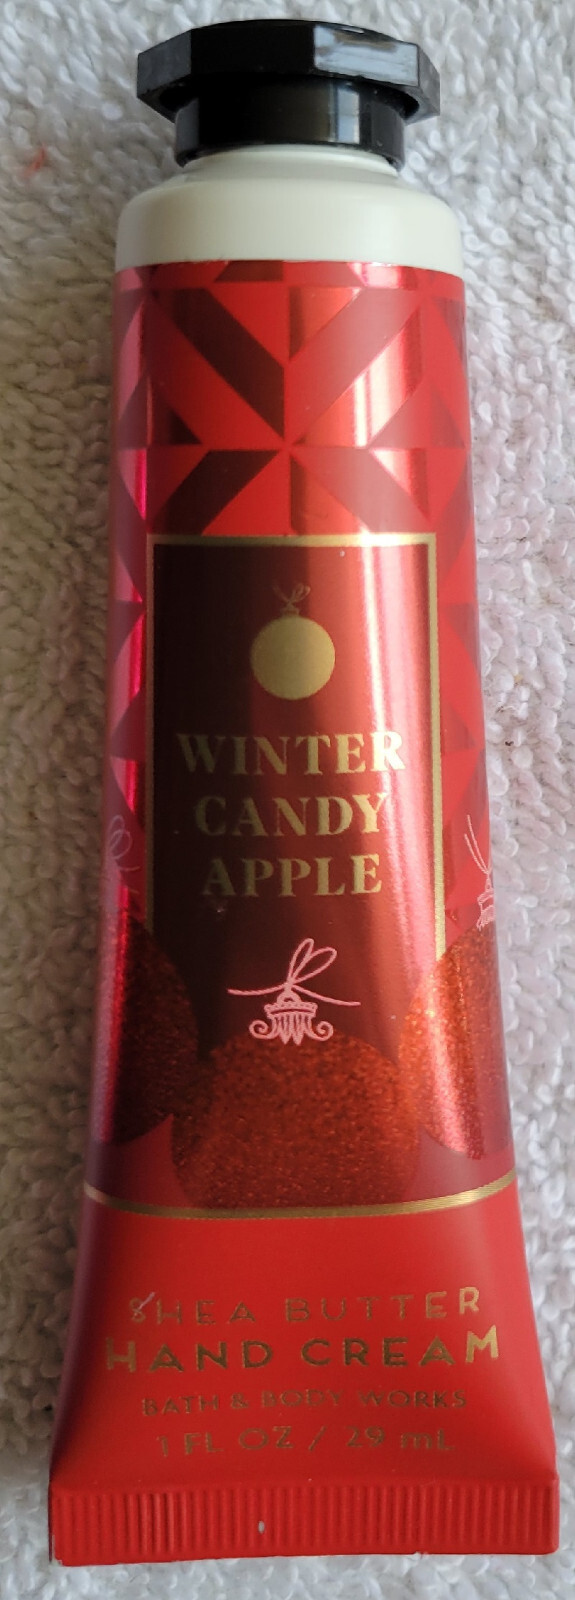 WINTER
CANDY
APPLE
SHEA BUTTER
HAND CREAM
BATH & BODY WORKS
1 FL OZ / 29 mL